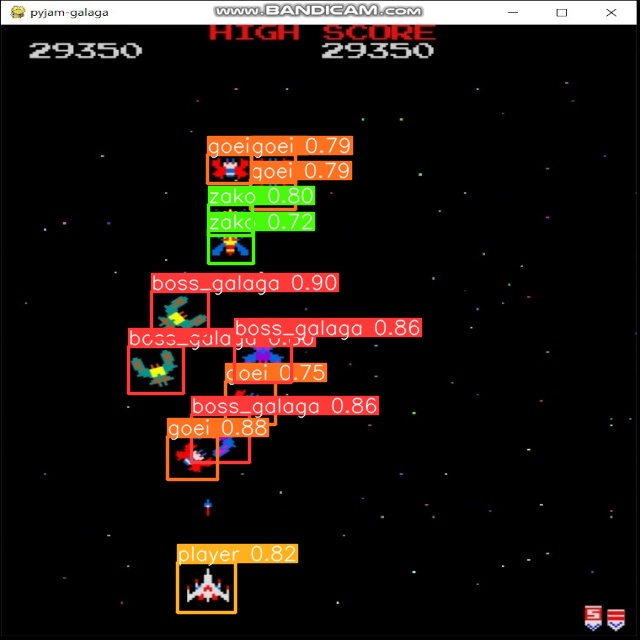 pyjam-galaga
www.BANDICAM.com
HIGH SCORE
29350 29350
goei goei 0.79
goei 0.79
zako 0.80
zako 0.72
boss_galaga 0.90
boss_galaga 0.86
goei 0.75
boss_galaga 0.86
goei 0.88
player 0.82
5